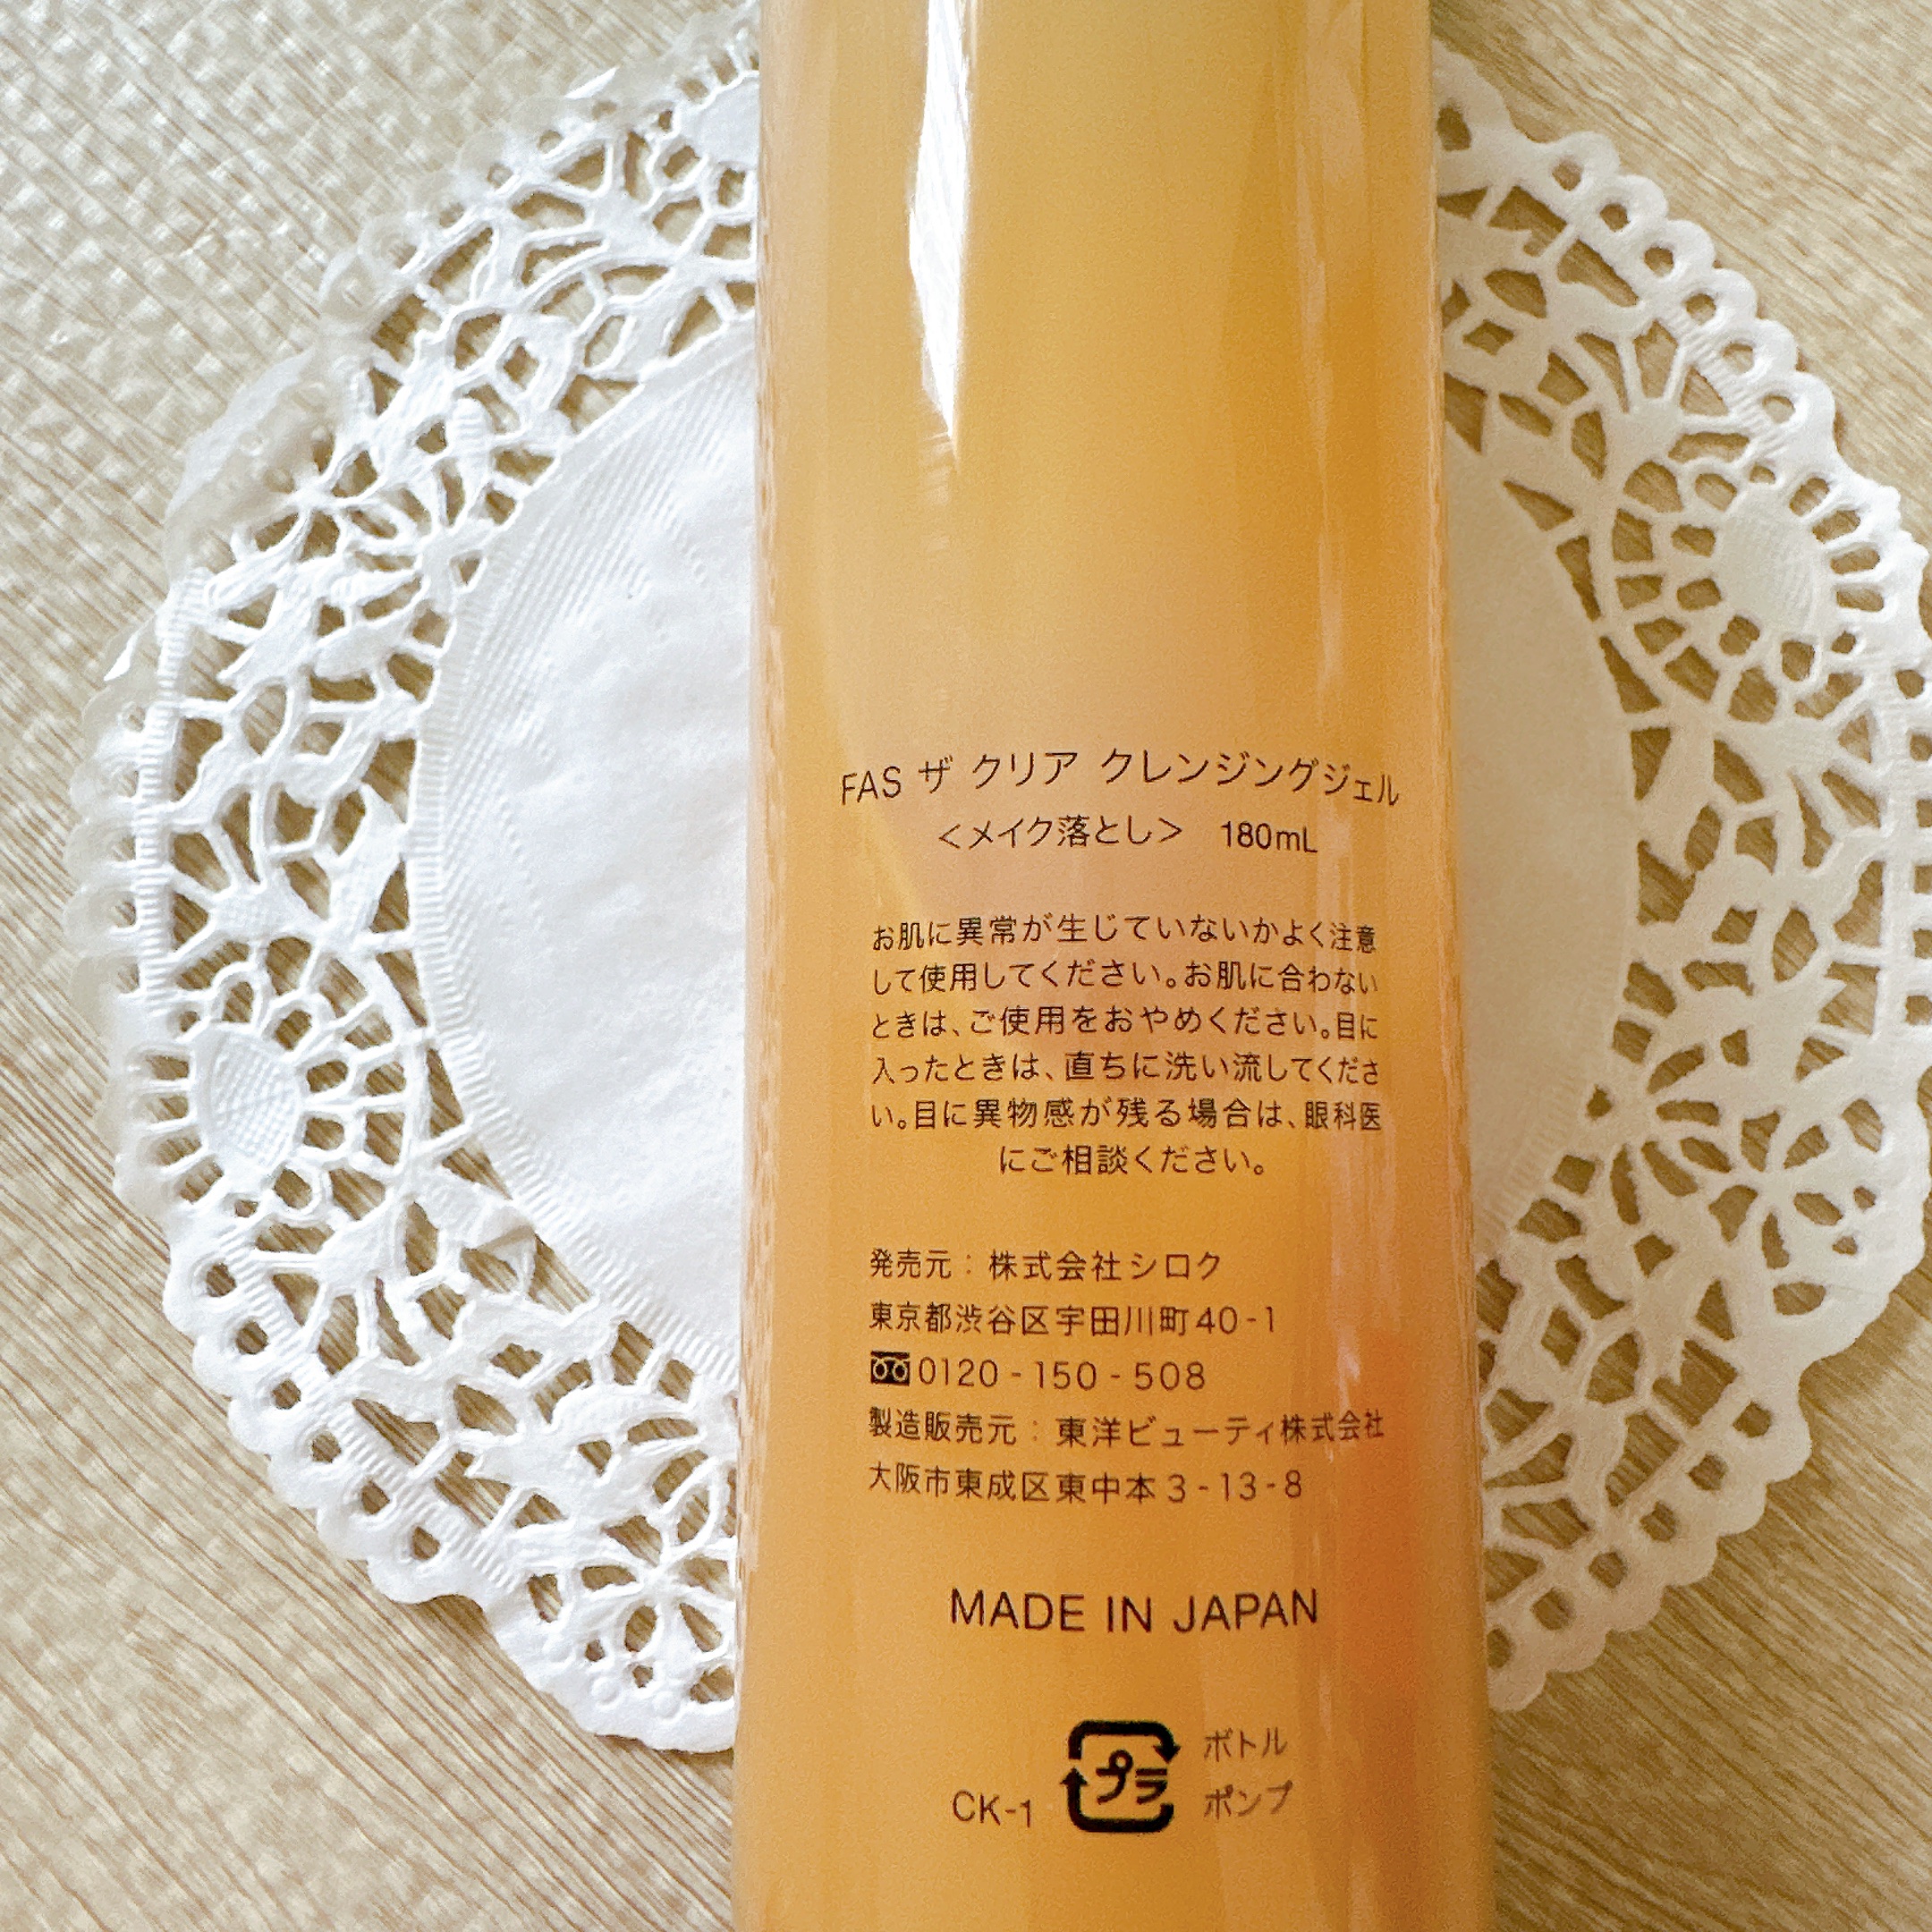 FAS ザ クリア クレンジングジェル
＜メイク落とし＞ 180mL
お肌に異常が生じていないかよく注意
して使用してください。お肌に合わない
ときは、ご使用をおやめください。目に
入ったときは、直ちに洗い流してくださ
い。目に異物感が残る場合は、眼科医
にご相談ください。
発売元：株式会社シロク
東京都渋谷区宇田川町40-1
0120-150-508
製造販売元：東洋ビューティ株式会社
大阪市東成区東中本3-13-8
MADE IN JAPAN
CK-1 プラ ボトル
ポンプ